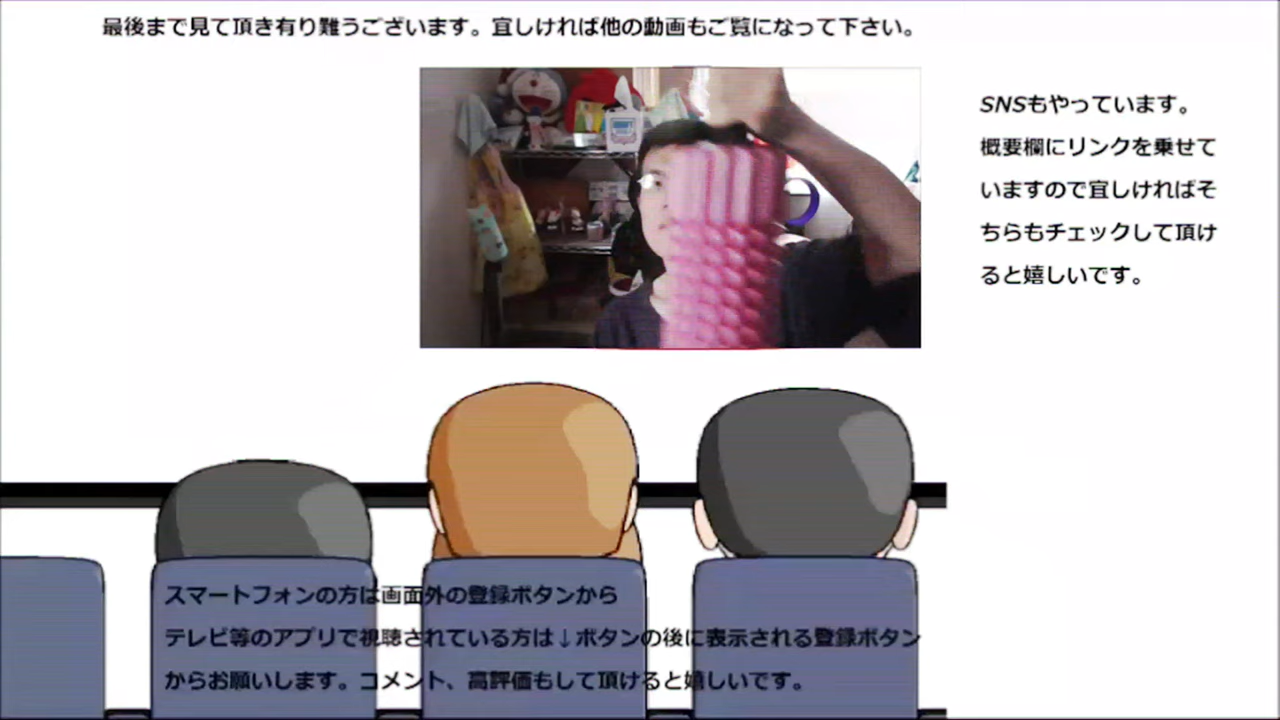 最後まで見て頂き有り難うございます。宜しければ他の動画もご覧になって下さい。
SNSもやっています。
概要欄にリンクを乗せて
いますので宜しければそ
ちらもチェックして頂け
ると嬉しいです。
スマートフォンの方は画面外の登録ボタンから
テレビ等のアプリで視聴されている方は↓ボタンの後に表示される登録ボタン
からお願いします。コメント、高評価もして頂けると嬉しいです。